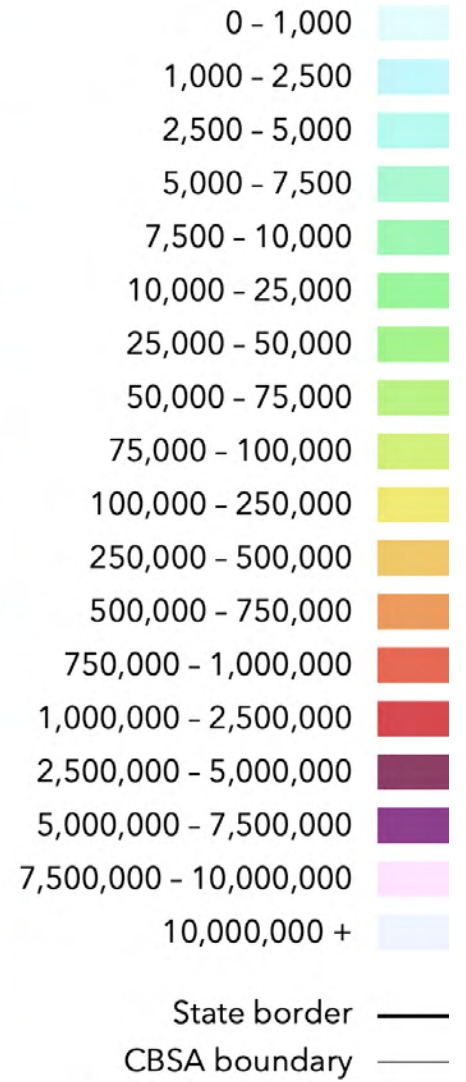 0 – 1,000
1,000 – 2,500
2,500 – 5,000
5,000 – 7,500
7,500 – 10,000
10,000 – 25,000
25,000 – 50,000
50,000 – 75,000
75,000 – 100,000
100,000 – 250,000
250,000 – 500,000
500,000 – 750,000
750,000 – 1,000,000
1,000,000 – 2,500,000
2,500,000 – 5,000,000
5,000,000 – 7,500,000
7,500,000 – 10,000,000
10,000,000 +
State border
CBSA boundary